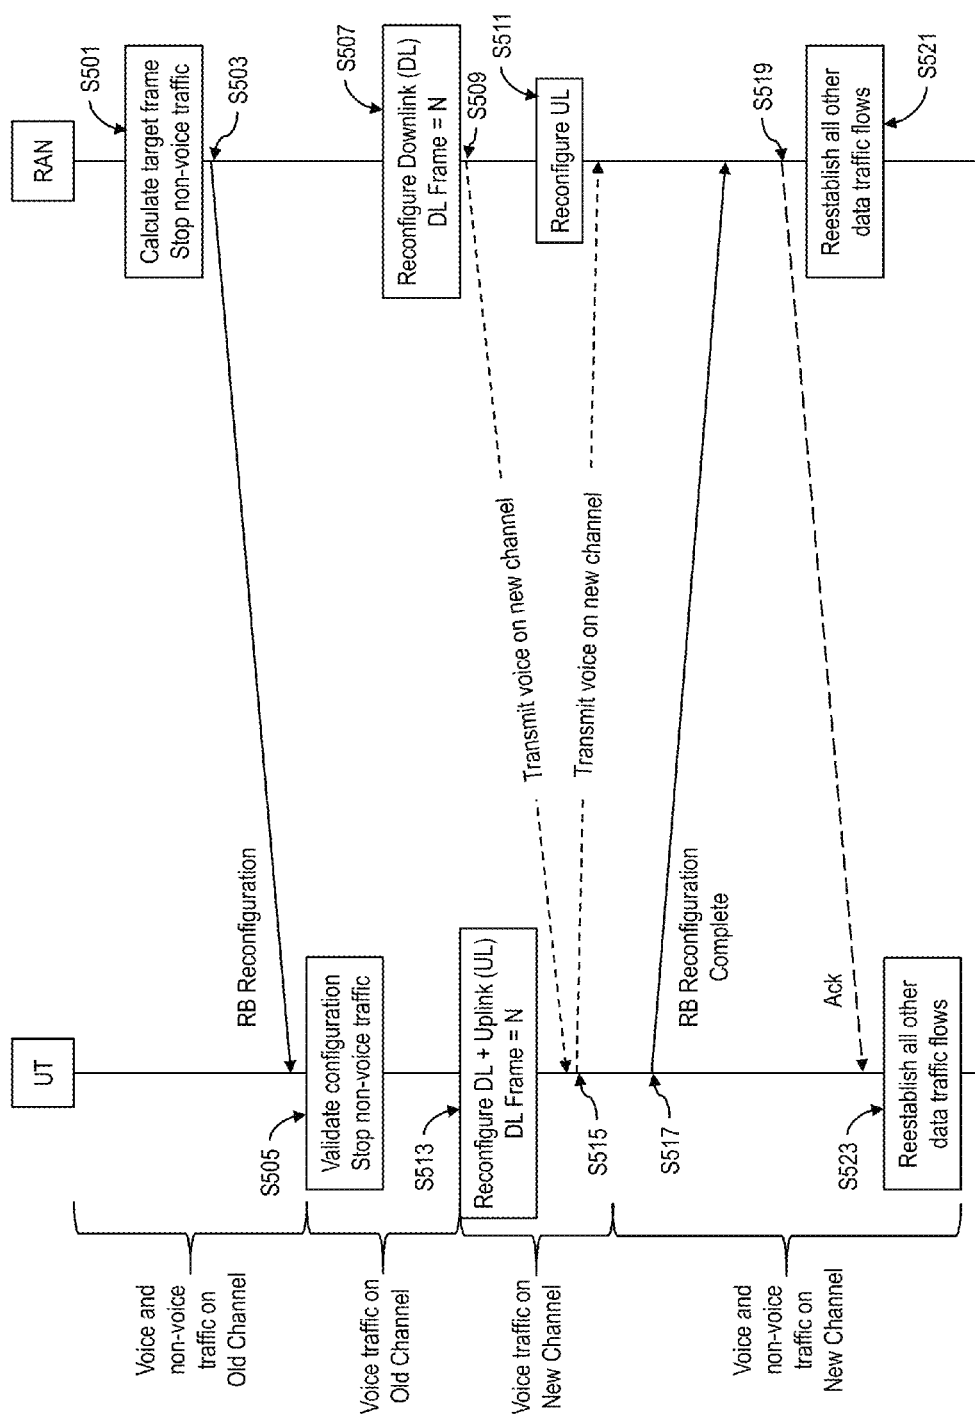 UT
RAN
S501
Calculate target frame
Stop non-voice traffic
S503
RB Reconfiguration
S505
Validate configuration
Stop non-voice traffic
S507
Reconfigure Downlink (DL)
DL Frame = N
S509
S513
Reconfigure DL + Uplink (UL)
DL Frame = N
Transmit voice on new channel
S511
Reconfigure UL
S515
Transmit voice on new channel
S517
RB Reconfiguration
Complete
S519
Ack
S521
Reestablish all other
data traffic flows
S523
Reestablish all other
data traffic flows
Voice and
non-voice
traffic on
Old Channel
Voice traffic on
Old Channel
Voice traffic on
New Channel
Voice and
non-voice
traffic on
New Channel